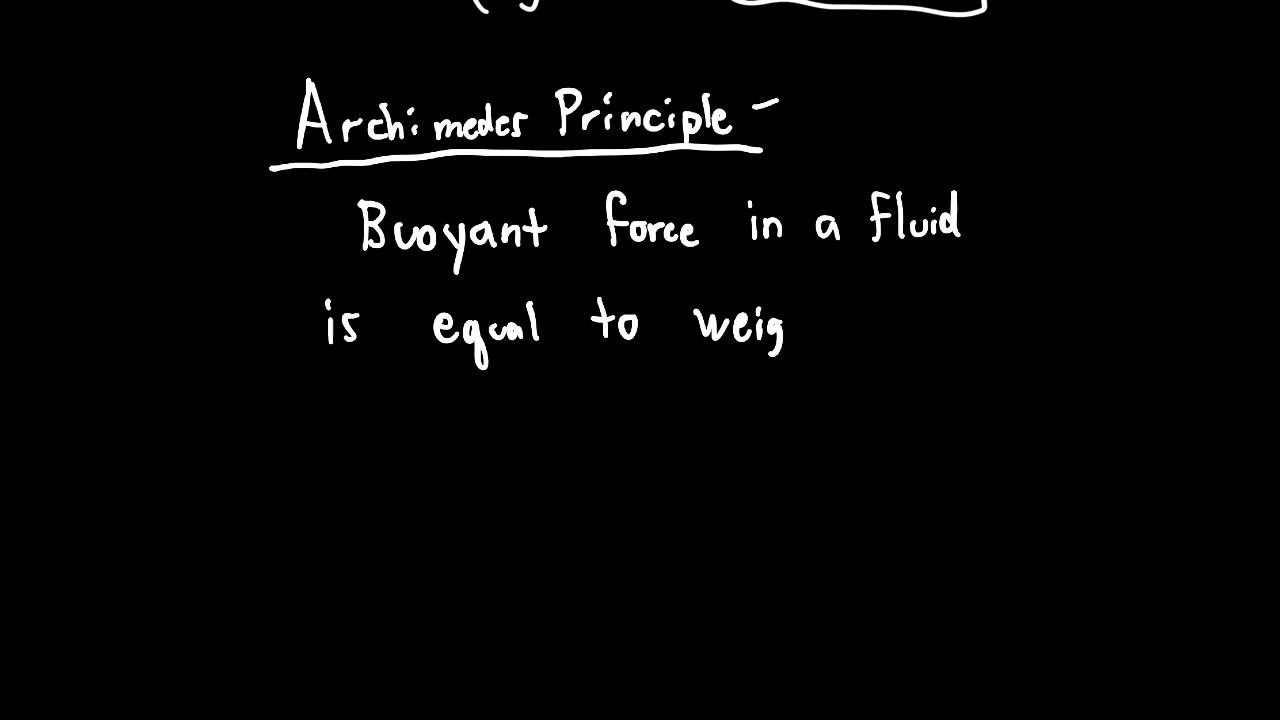 Archimedes Principle -
Buoyant force in a fluid
is equal to weig